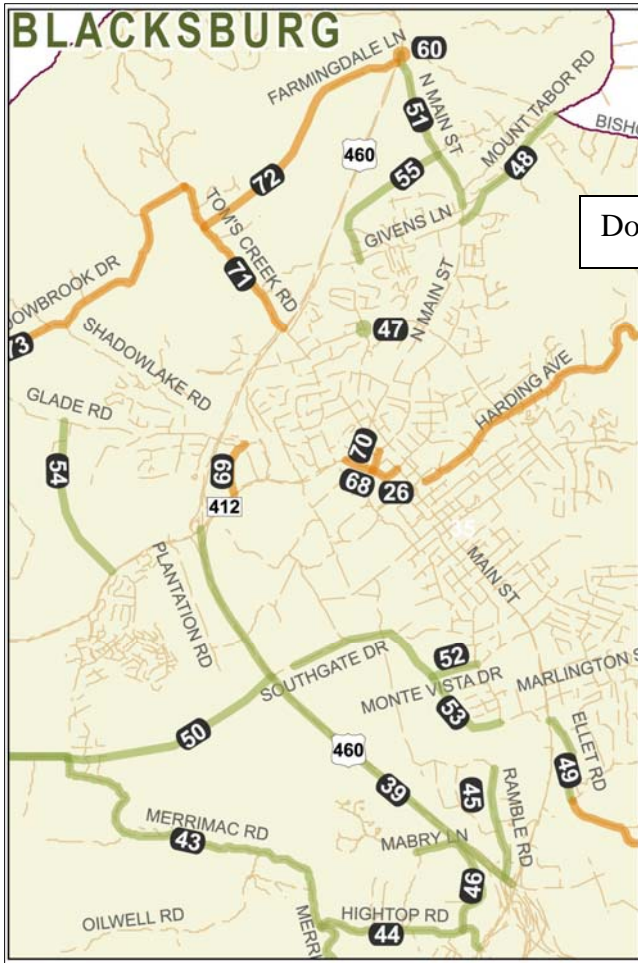 BLACKSBURG
FARMINGDALE LN
60
N MAIN ST
51
MOUNT TABOR RD
BISHO
460
55
48
72
GIVENS LN
TOM'S CREEK RD
71
Do
N MAIN ST
47
OWBROOK DR
73
SHADOWLAKE RD
HARDING AVE
GLADE RD
54
69
412
70
68
26
35
MAIN ST
PLANTATION RD
SOUTHGATE DR
52
MONTE VISTA DR
MARLINGTON S
53
50
460
39
ELLET RD
49
45
RAMBLE RD
MERRIMAC RD
43
MABRY LN
46
OILWELL RD
MERRI
HIGHTOP RD
44